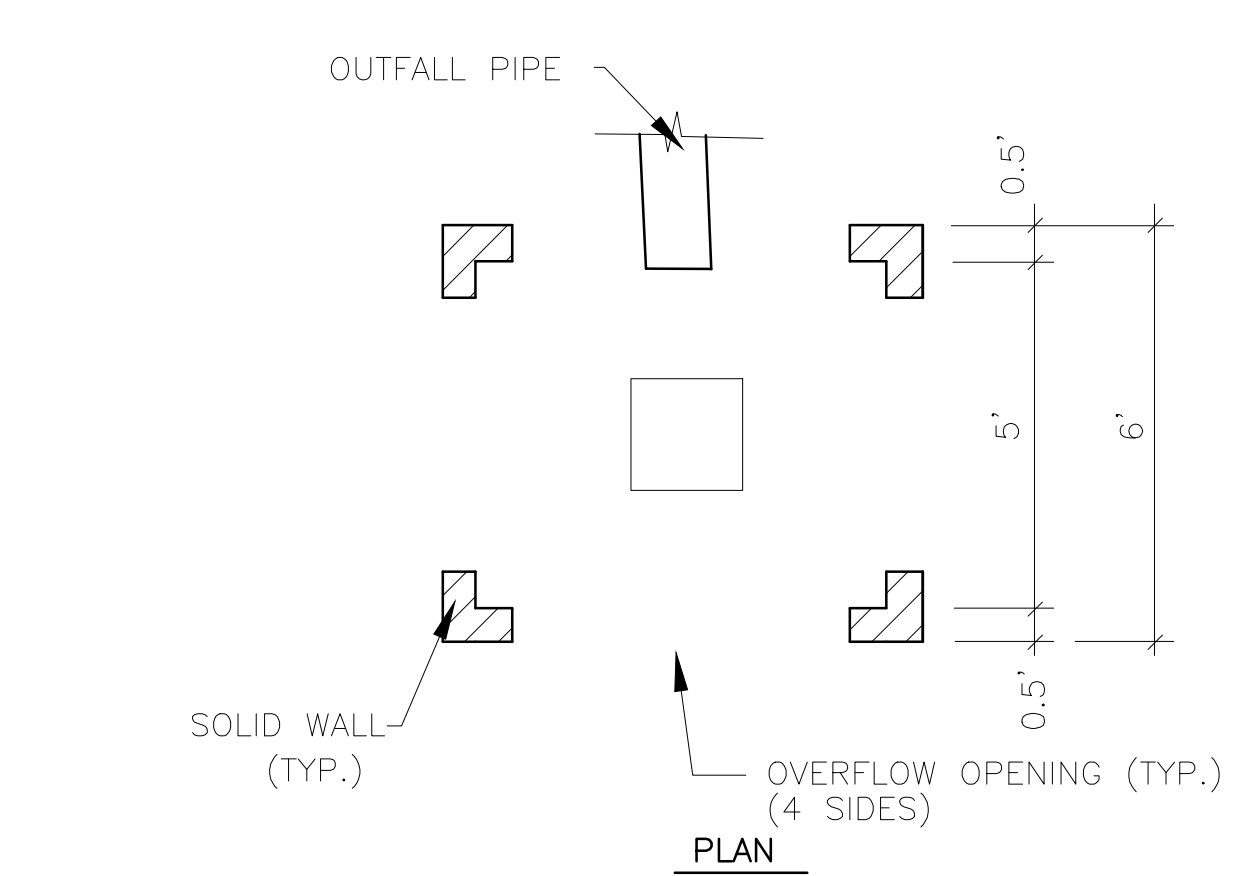 OUTFALL PIPE
0.5'
5'
6'
0.5'
SOLID WALL
(TYP.)
OVERFLOW OPENING (TYP.)
(4 SIDES)
PLAN